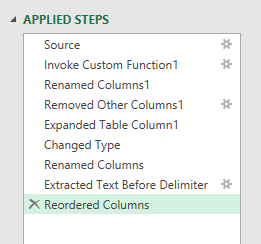 APPLIED STEPS
Source
Invoke Custom Function1
Renamed Columns1
Removed Other Columns1
Expanded Table Column1
Changed Type
Renamed Columns
Extracted Text Before Delimiter
Reordered Columns